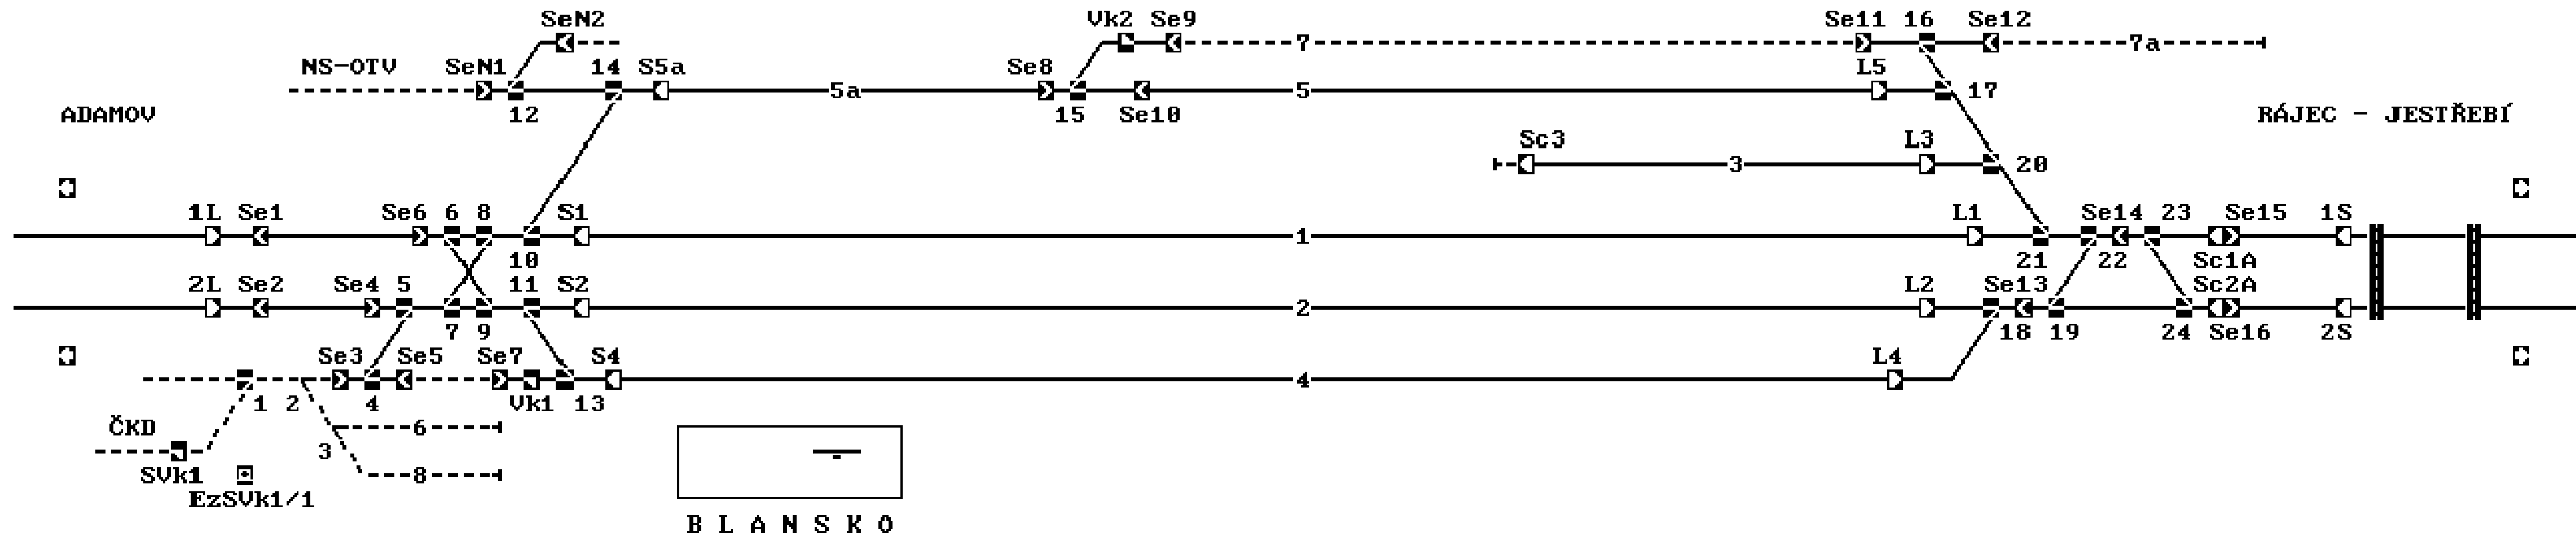 SeN2 Vk2 Se9 Se11 16 Se12
7 7a
NS-OTV SeN1 14 S5a Se8 L5
5a 5 17
12 15 Se10
ADAMOV RÁJEC - JESTŘEBÍ
Sc3 L3
3 20
1L Se1 Se6 6 8 S1 L1 Se14 23 Se15 1S
1
10 21 22 Sc1A
2L Se2 Se4 5 11 S2 L2 Se13 Sc2A
2
7 9 18 19 24 Se16 2S
Se3 Se5 Se7 S4 L4
4
1 2 4 Vk1 13
ČKD 6
3
SVk1 8
EzSVk1/1
B L A N S K O